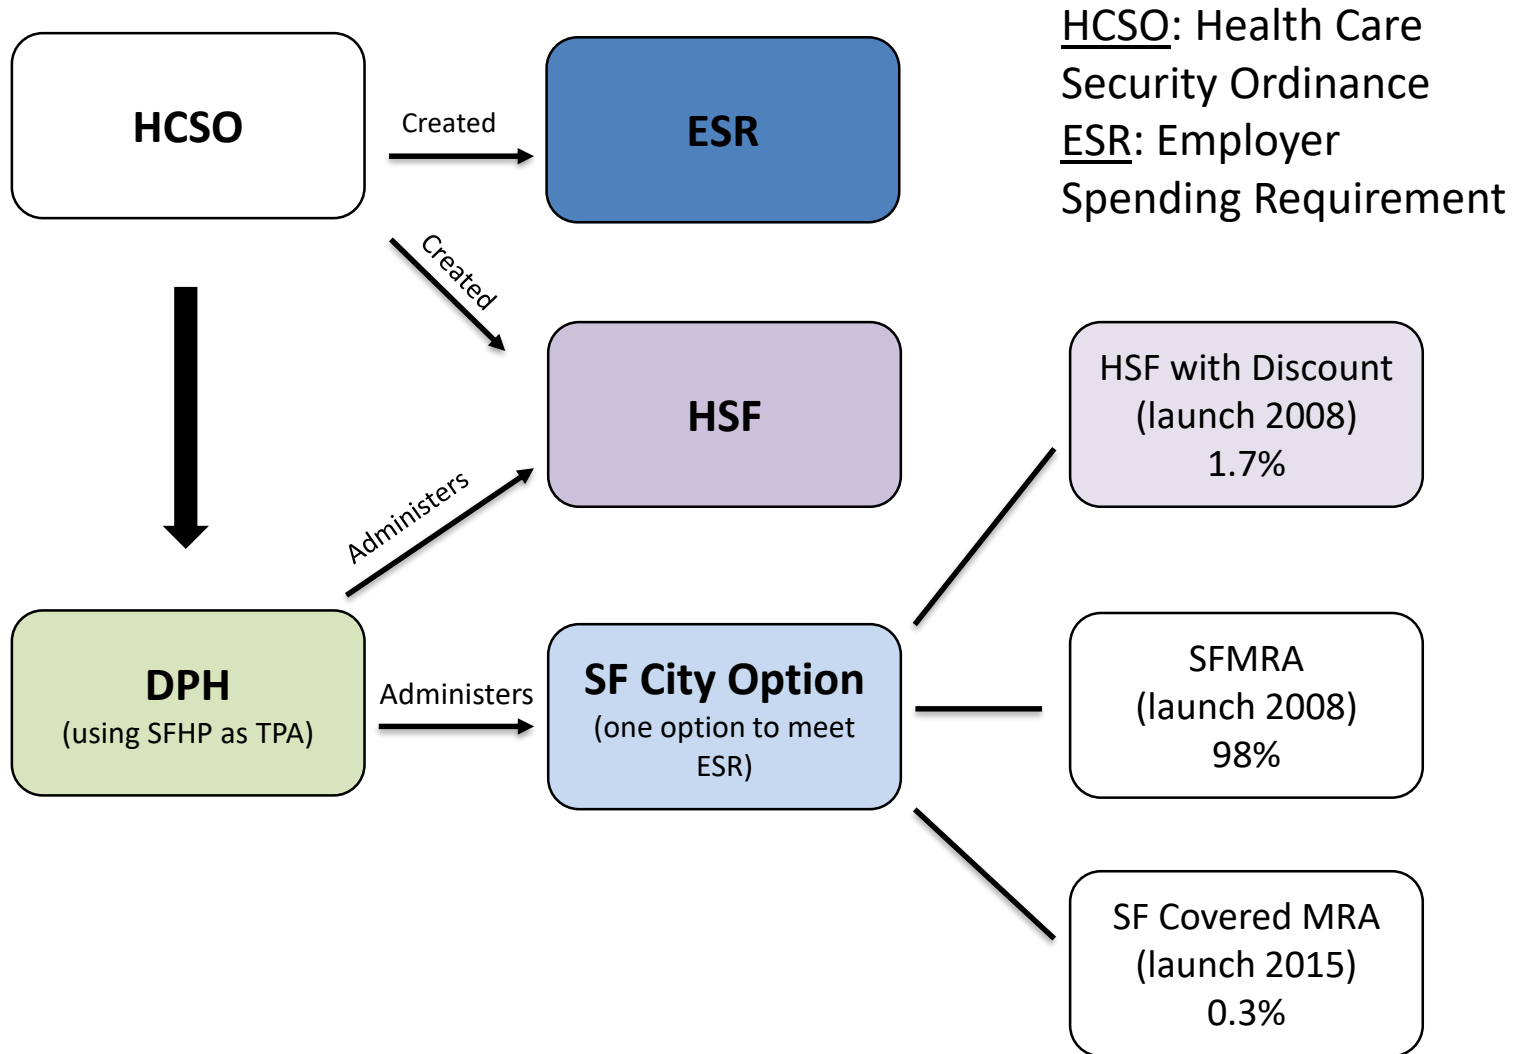 HCSO
Created
ESR
HCSO: Health Care
Security Ordinance
ESR: Employer
Spending Requirement
Created
HSF
HSF with Discount
(launch 2008)
1.7%
Administers
DPH
(using SFHP as TPA)
Administers
SF City Option
(one option to meet
ESR)
SFMRA
(launch 2008)
98%
SF Covered MRA
(launch 2015)
0.3%